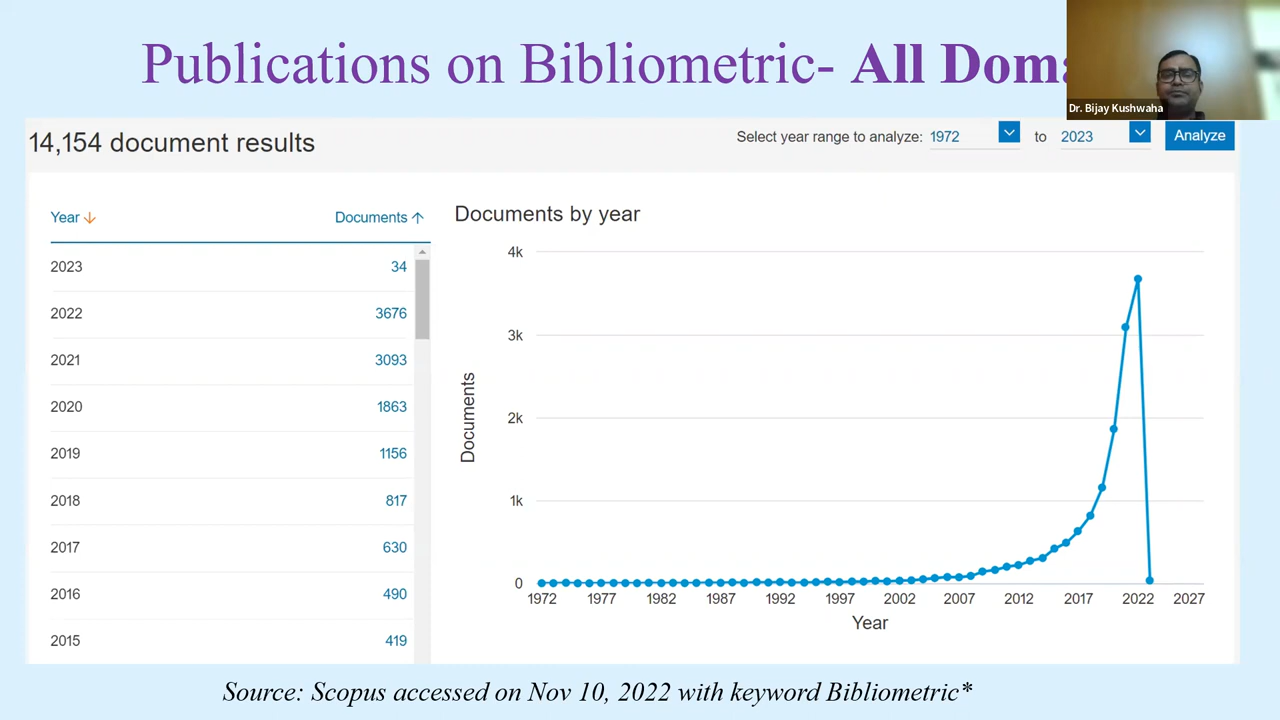 Publications on Bibliometric- All Dom
Dr. Bijay Kushwaha
14,154 document results
Select year range to analyze: 1972 to 2023 Analyze
Year Documents
2023 34
2022 3676
2021 3093
2020 1863
2019 1156
2018 817
2017 630
2016 490
2015 419
Documents by year
4k
3k
2k
1k
0
Documents
1972 1977 1982 1987 1992 1997 2002 2007 2012 2017 2022 2027
Year
Source: Scopus accessed on Nov 10, 2022 with keyword Bibliometric*